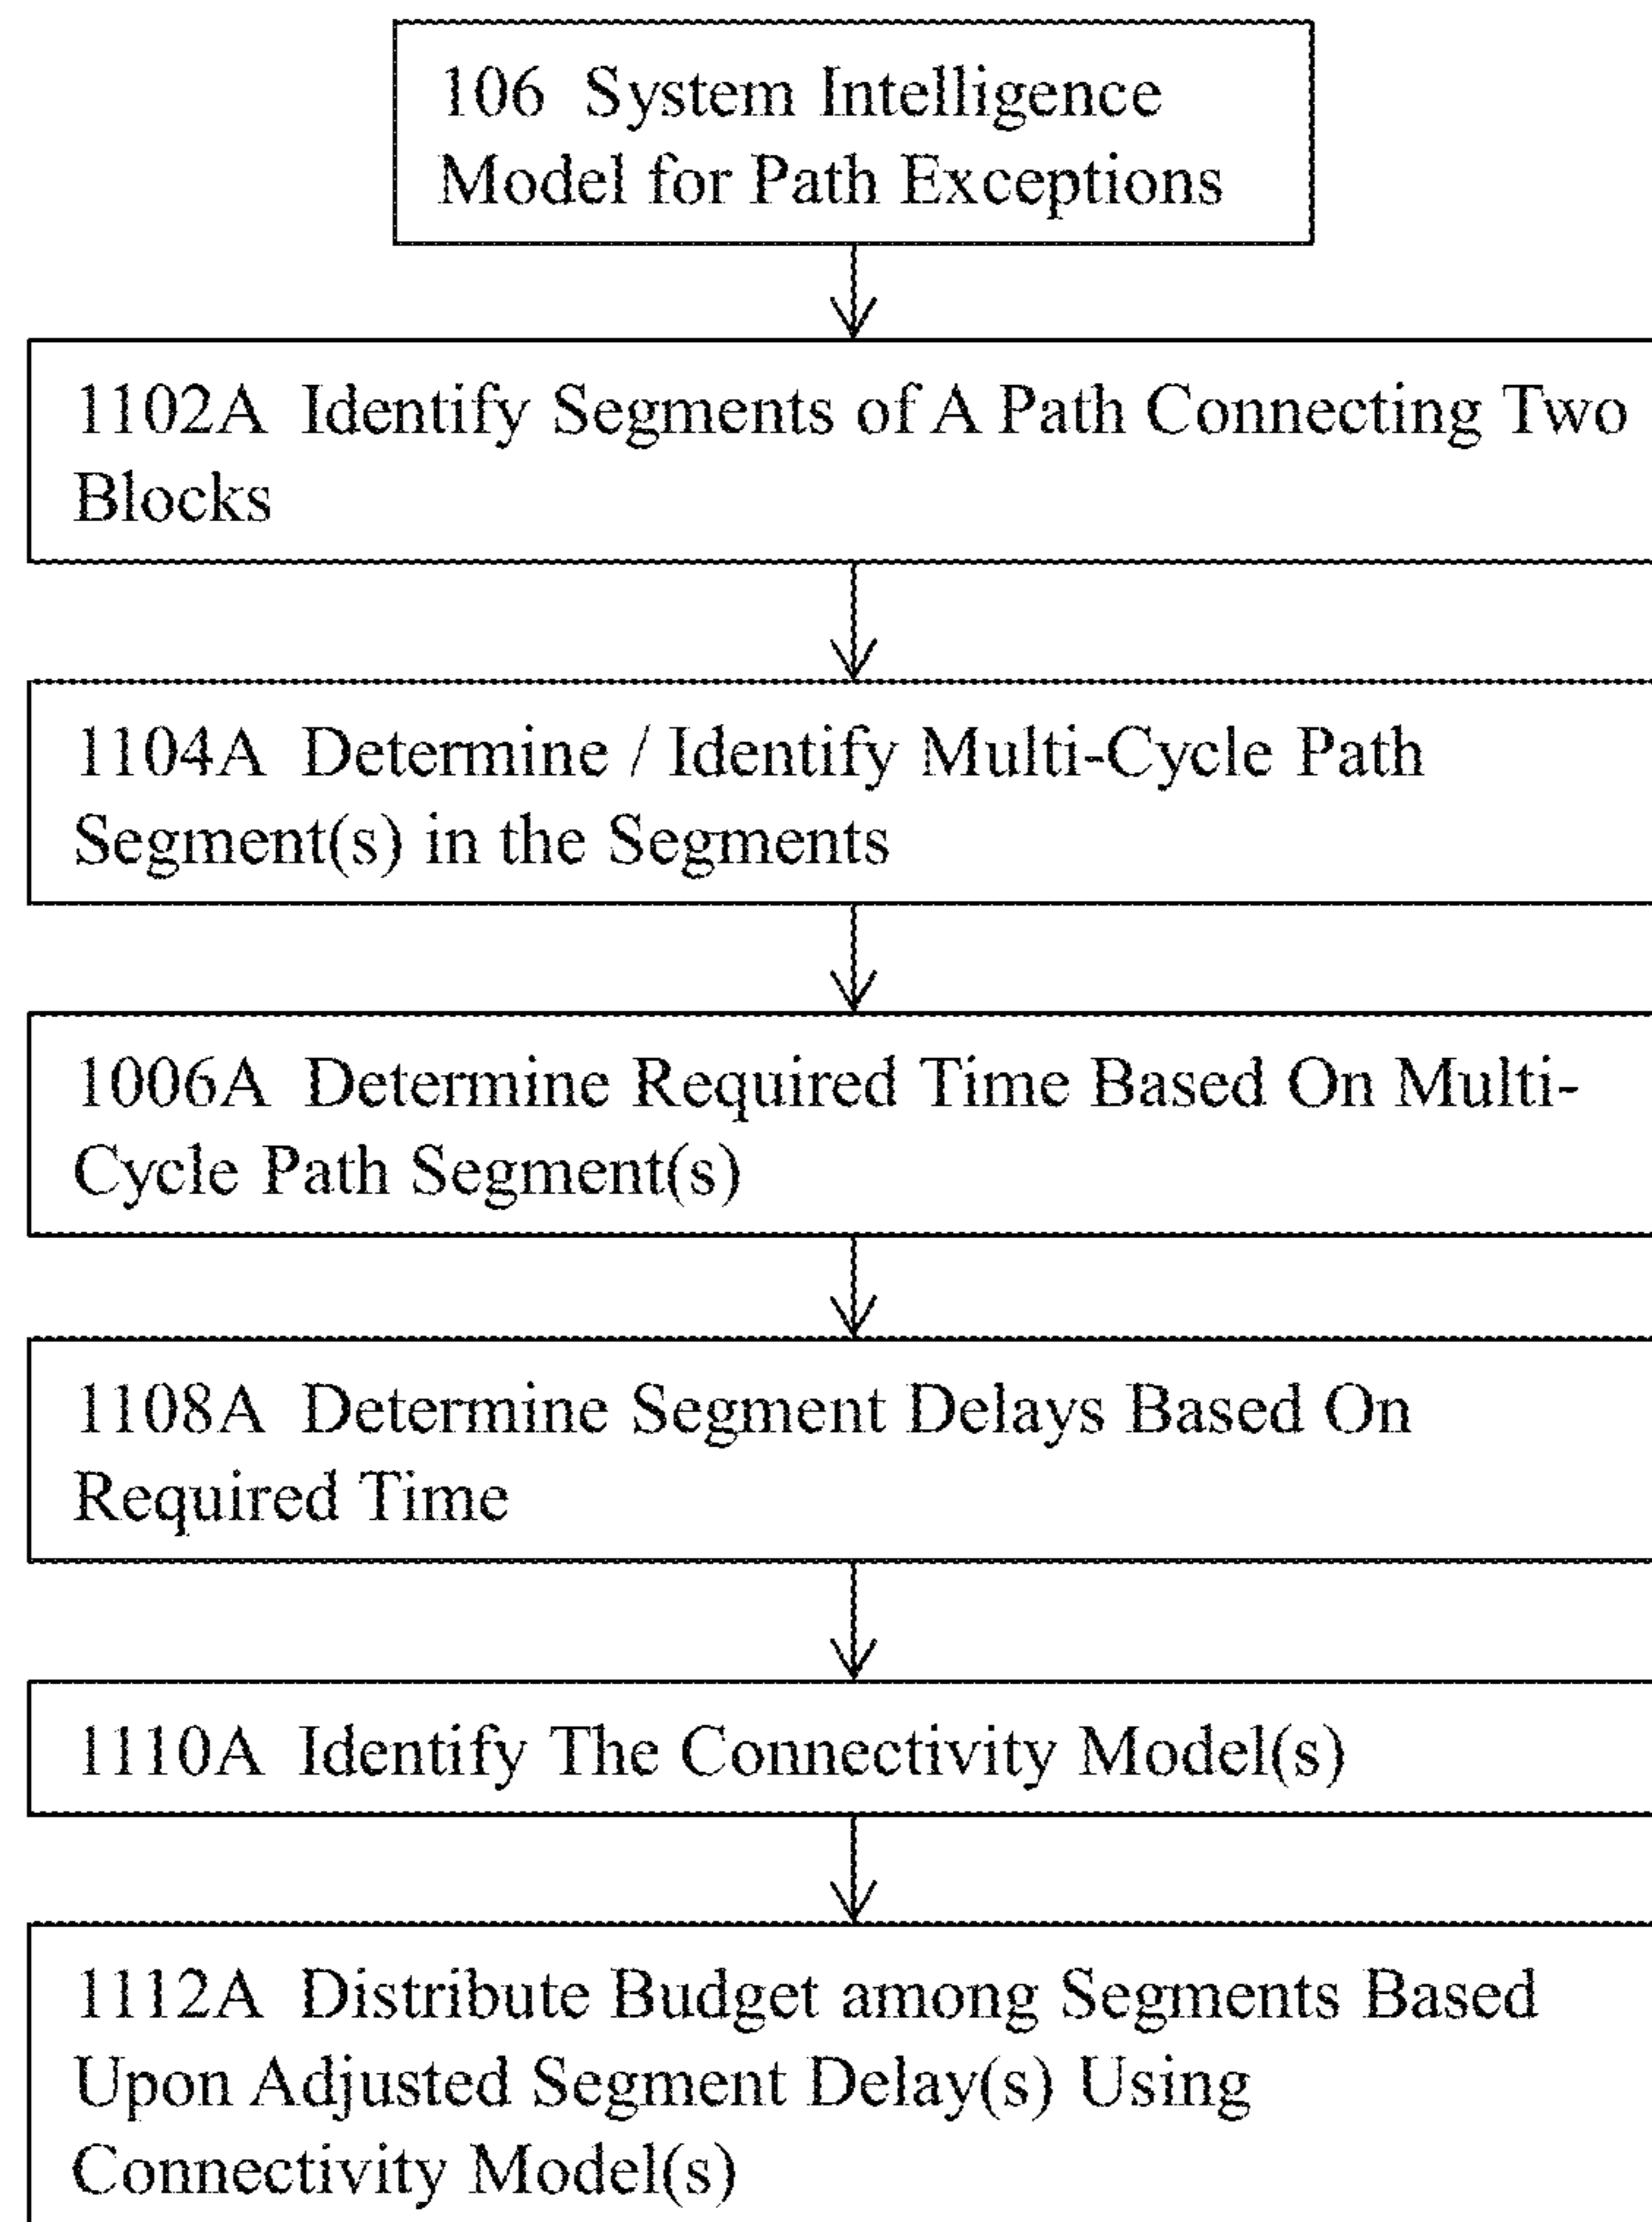 106 System Intelligence
Model for Path Exceptions
1102A Identify Segments of A Path Connecting Two
Blocks
1104A Determine / Identify Multi-Cycle Path
Segment(s) in the Segments
1006A Determine Required Time Based On Multi-
Cycle Path Segment(s)
1108A Determine Segment Delays Based On
Required Time
1110A Identify The Connectivity Model(s)
1112A Distribute Budget among Segments Based
Upon Adjusted Segment Delay(s) Using
Connectivity Model(s)